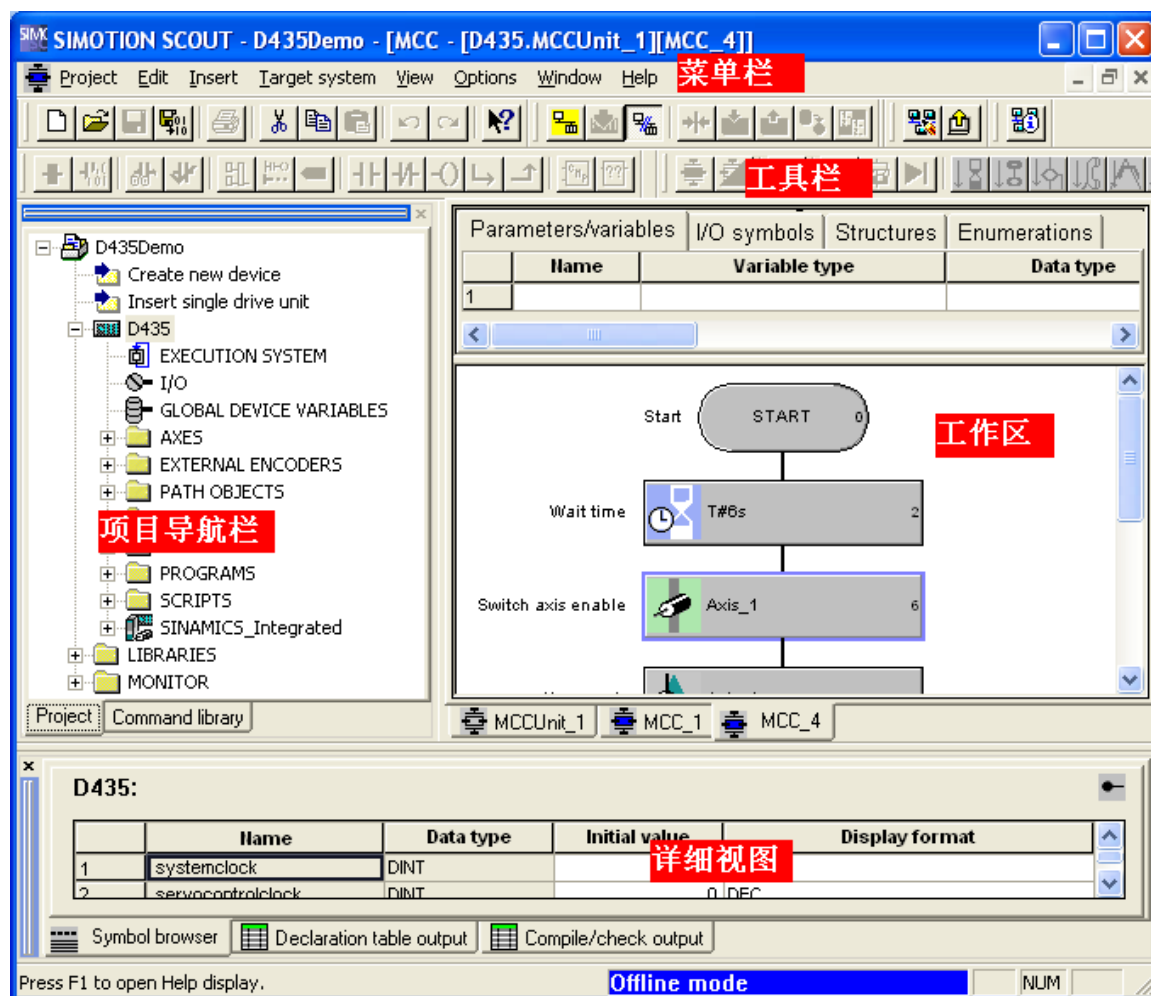 SIMOTION SCOUT - D435Demo - [MCC - [D435.MCCUnit_1][MCC_4]]
Project Edit Insert Target system View Options Window Help
菜单栏
工具栏
D435Demo
Create new device
Insert single drive unit
D435
EXECUTION SYSTEM
I/O
GLOBAL DEVICE VARIABLES
AXES
EXTERNAL ENCODERS
PATH OBJECTS
项目导航栏
PROGRAMS
SCRIPTS
SINAMICS_Integrated
LIBRARIES
MONITOR
Project Command library
Parameters/variables I/O symbols Structures Enumerations
Name Variable type Data type
1
Start START 0
工作区
Wait time T#6s 2
Switch axis enable Axis_1 6
MCCUnit_1 MCC_1 MCC_4
D435:
Name Data type Initial value Display format
1 systemclock DINT
详细视图
2 servocontrolclock DINT 0 DEC
Symbol browser Declaration table output Compile/check output
Press F1 to open Help display. Offline mode NUM